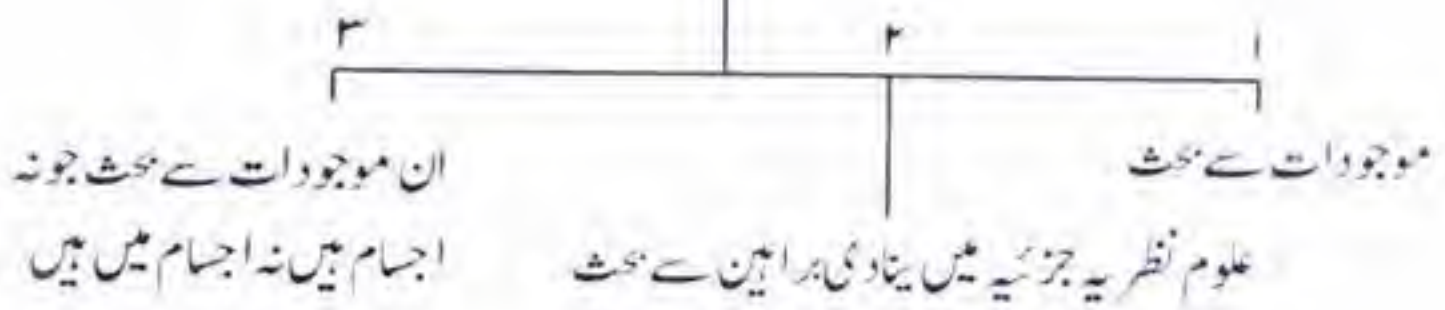 ۱ ۲ ۳
موجودات سے بحث
ان موجودات سے بحث جو نہ
اجسام ہیں نہ اجسام میں ہیں
علوم نظریہ جزئیہ میں بنادی براہین سے بحث